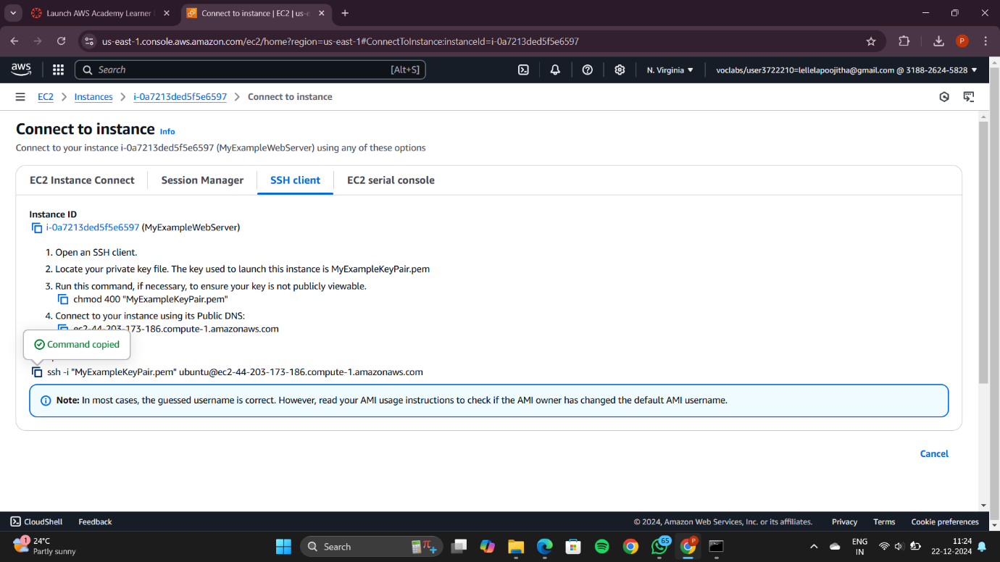 Launch AWS Academy Learner
Connect to instance | EC2 | us-e
us-east-1.console.aws.amazon.com/ec2/home?region=us-east-1#ConnectToInstance:instanceId=i-0a7213ded5f5e6597
P
aws
Search
[Alt+S]
N. Virginia
voclabs/user3722210=lellelapoojitha@gmail.com @ 3188-2624-5828
EC2 > Instances > i-0a7213ded5f5e6597 > Connect to instance
Connect to instance Info
Connect to your instance i-0a7213ded5f5e6597 (MyExampleWebServer) using any of these options
EC2 Instance Connect
Session Manager
SSH client
EC2 serial console
Instance ID
i-0a7213ded5f5e6597 (MyExampleWebServer)
1. Open an SSH client.
2. Locate your private key file. The key used to launch this instance is MyExampleKeyPair.pem
3. Run this command, if necessary, to ensure your key is not publicly viewable.
chmod 400 "MyExampleKeyPair.pem"
4. Connect to your instance using its Public DNS:
ec2-44-203-173-186.compute-1.amazonaws.com
Command copied
ssh -i "MyExampleKeyPair.pem" ubuntu@ec2-44-203-173-186.compute-1.amazonaws.com
Note: In most cases, the guessed username is correct. However, read your AMI usage instructions to check if the AMI owner has changed the default AMI username.
Cancel
CloudShell
Feedback
© 2024, Amazon Web Services, Inc. or its affiliates.
Privacy
Terms
Cookie preferences
1
24°C
Partly sunny
Search
65
P
ENG
IN
11:24
22-12-2024